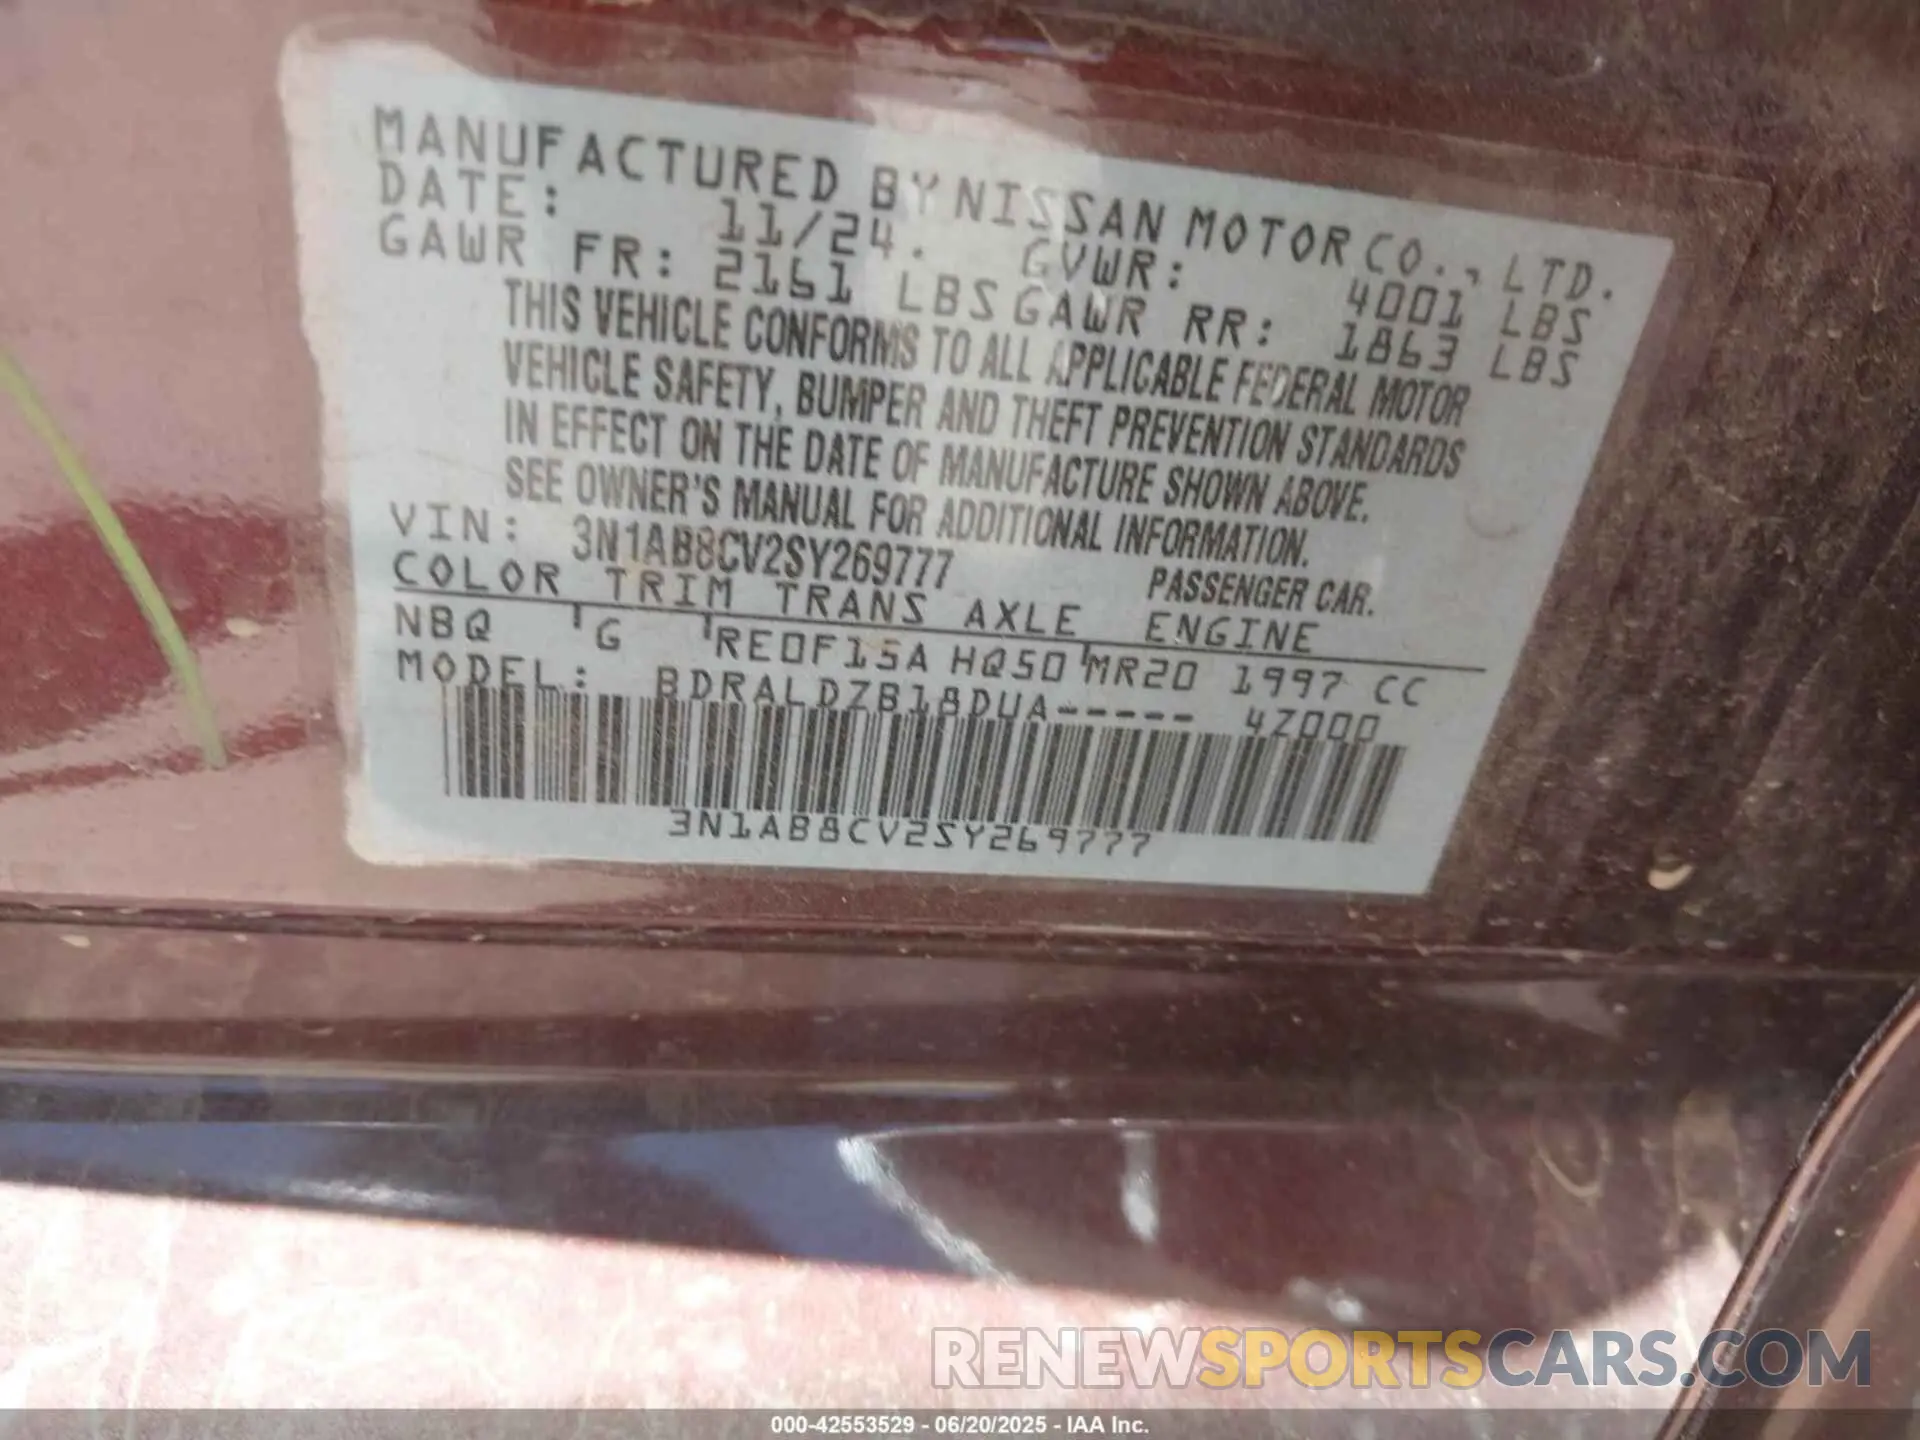 MANUFACTURED BY NISSAN MOTOR CO., LTD.
DATE: 11/24. GVWR: 4001 LBS
GAWR FR: 2161 LBS GAWR RR: 1863 LBS
THIS VEHICLE CONFORMS TO ALL APPLICABLE FEDERAL MOTOR
VEHICLE SAFETY, BUMPER AND THEFT PREVENTION STANDARDS
IN EFFECT ON THE DATE OF MANUFACTURE SHOWN ABOVE.
SEE OWNER'S MANUAL FOR ADDITIONAL INFORMATION.
VIN: 3N1AB8CV2SY269777 PASSENGER CAR.
COLOR TRIM TRANS AXLE ENGINE
NBQ G RE0F15A HQ50 MR20 1997 CC
MODEL: BDRALDZB18DUA----- 4Z000
3N1AB8CV2SY269777
RENEWSPORTSCARS.COM
000-42553529 - 06/20/2025 - IAA Inc.